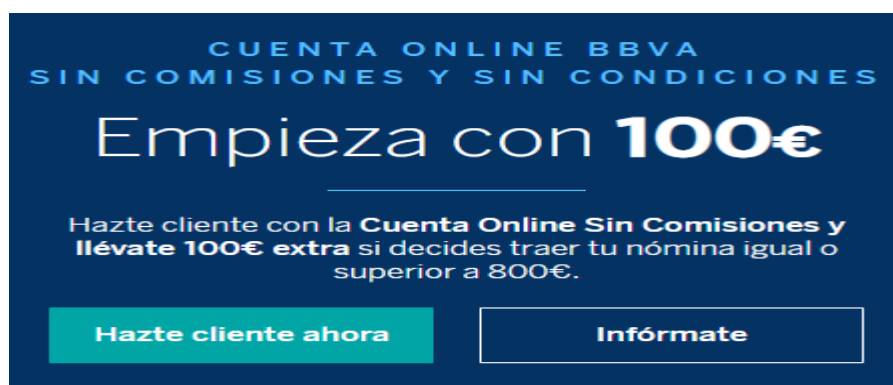 CUENTA ONLINE BBVA
SIN COMISIONES Y SIN CONDICIONES
Empieza con 100€
Hazte cliente con la Cuenta Online Sin Comisiones y
llévate 100€ extra si decides traer tu nómina igual o
superior a 800€.
Hazte cliente ahora
Infórmate